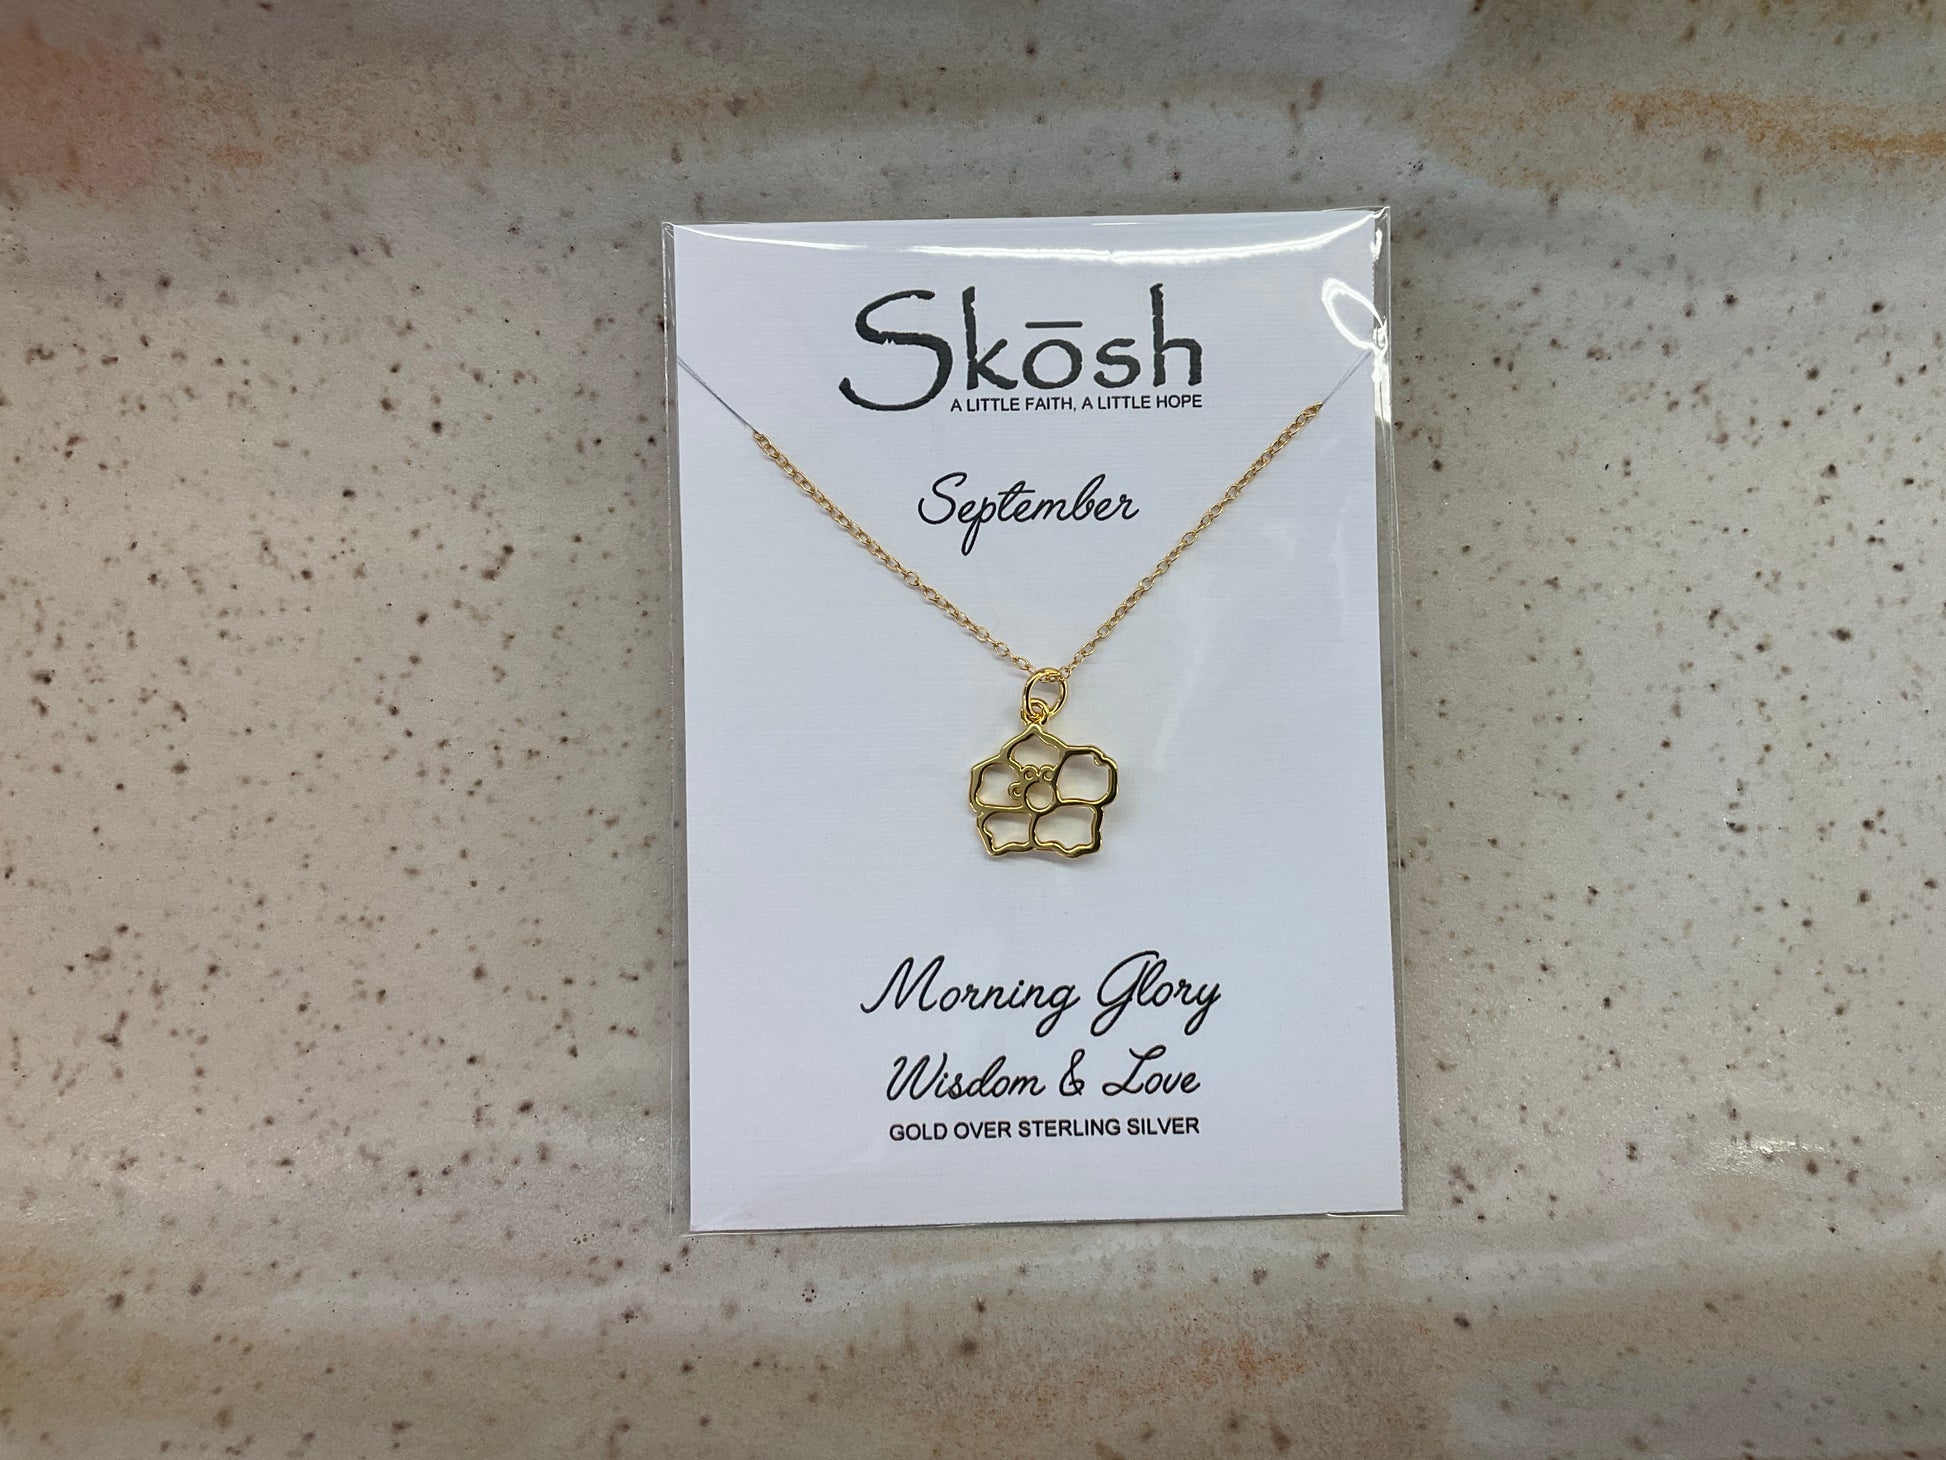 Skōsh
A LITTLE FAITH, A LITTLE HOPE
September
Morning Glory
Wisdom & Love
GOLD OVER STERLING SILVER